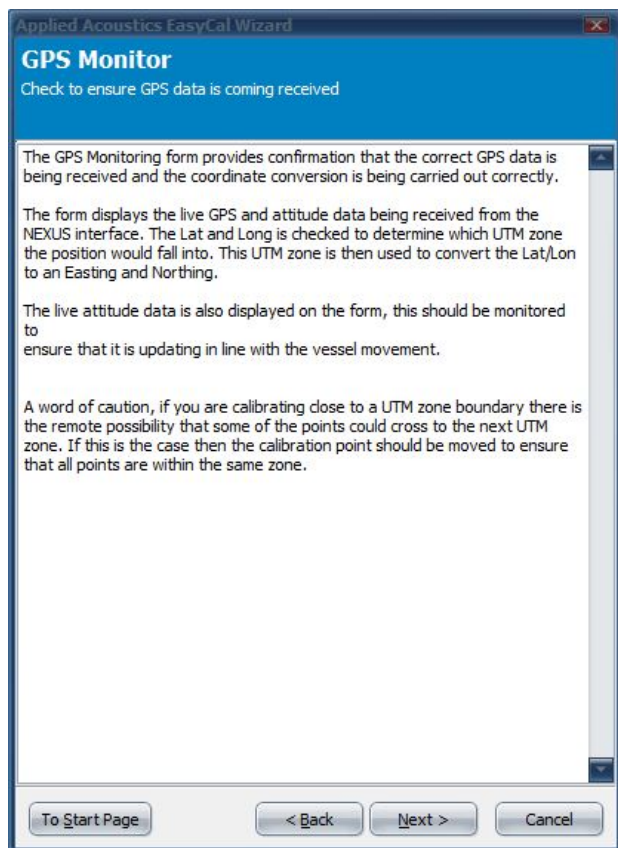 Applied Acoustics EasyCal Wizard
GPS Monitor
Check to ensure GPS data is coming received
The GPS Monitoring form provides confirmation that the correct GPS data is
being received and the coordinate conversion is being carried out correctly.
The form displays the live GPS and attitude data being received from the
NEXUS interface. The Lat and Long is checked to determine which UTM zone
the position would fall into. This UTM zone is then used to convert the Lat/Lon
to an Easting and Northing.
The live attitude data is also displayed on the form, this should be monitored
to
ensure that it is updating in line with the vessel movement.
A word of caution, if you are calibrating close to a UTM zone boundary there is
the remote possibility that some of the points could cross to the next UTM
zone. If this is the case then the calibration point should be moved to ensure
that all points are within the same zone.
To Start Page < Back Next > Cancel